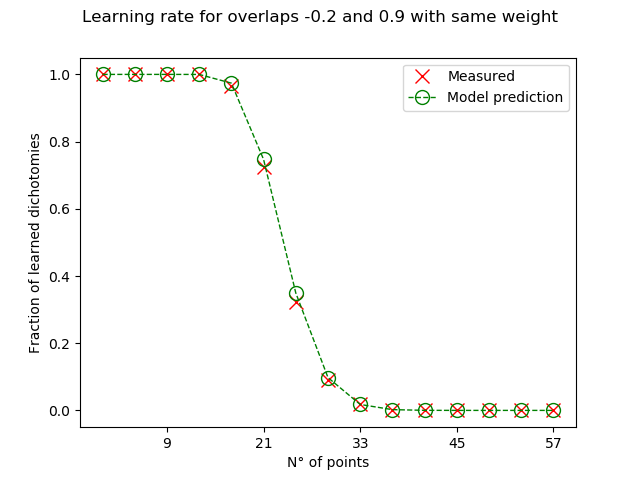 Learning rate for overlaps -0.2 and 0.9 with same weight
Measured
Model prediction
Fraction of learned dichotomies
1.0
0.8
0.6
0.4
0.2
0.0
9 21 33 45 57
N° of points